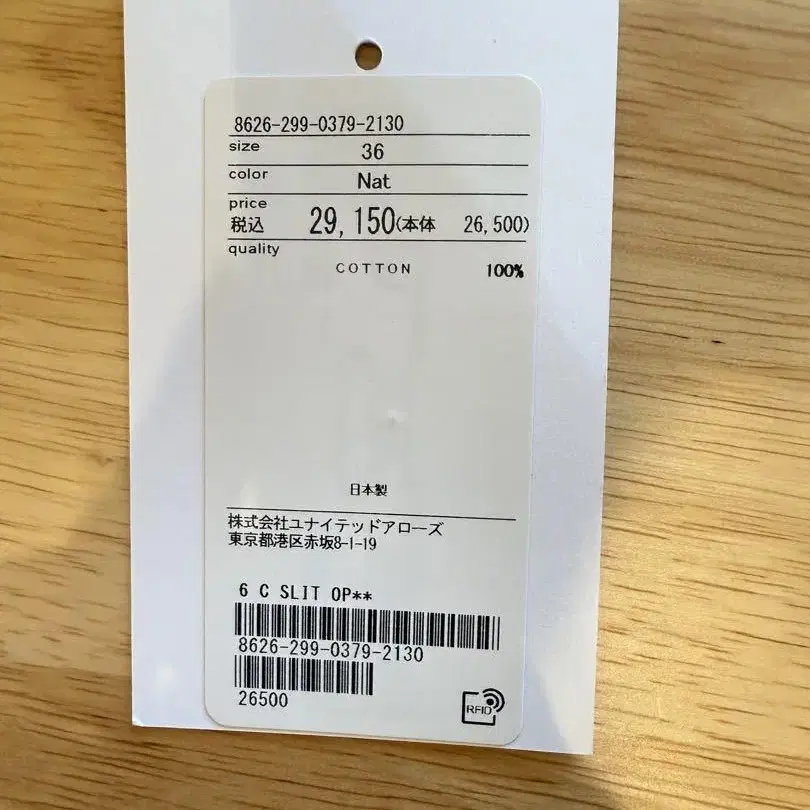 8626-299-0379-2130
size 36
color Nat
price
税込 29,150(本体 26,500)
quality
COTTON 100%
日本製
株式会社ユナイテッドアローズ
東京都港区赤坂8-1-19
6 C SLIT OP**
8626-299-0379-2130
26500
RFID